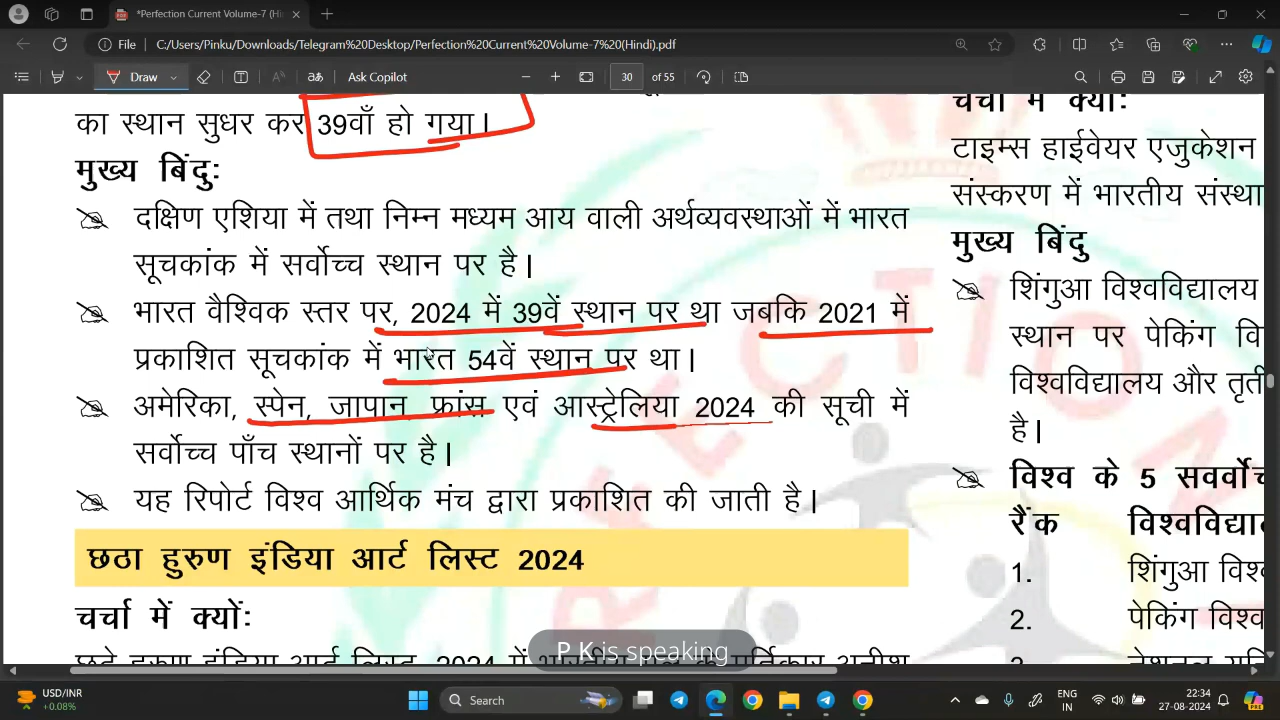 *Perfection Current Volume-7 (Hi
File
C:/Users/Pinku/Downloads/Telegram%20Desktop/Perfection%20Current%20Volume-7%20(Hindi).pdf
Draw
Ask Copilot
30 of 55
का स्थान सुधर कर 39वाँ हो गया।
मुख्य बिंदु:
दक्षिण एशिया में तथा निम्न मध्यम आय वाली अर्थव्यवस्थाओं में भारत
सूचकांक में सर्वोच्च स्थान पर है।
भारत वैश्विक स्तर पर, 2024 में 39वें स्थान पर था जबकि 2021 में
प्रकाशित सूचकांक में भारत 54वें स्थान पर था।
अमेरिका, स्पेन, जापान, फ्रांस एवं आस्ट्रेलिया 2024 की सूची में
सर्वोच्च पाँच स्थानों पर है।
यह रिपोर्ट विश्व आर्थिक मंच द्वारा प्रकाशित की जाती है।
छठा हुरुण इंडिया आर्ट लिस्ट 2024
चर्चा में क्यों:
चर्चा में क्यों:
टाइम्स हाईवेयर एजुकेशन
संस्करण में भारतीय संस्था
मुख्य बिंदु
शिंगुआ विश्वविद्यालय
स्थान पर पेकिंग वि
विश्वविद्यालय और तृती
है।
विश्व के 5 सवर्वोच
रैंक विश्वविद्या
1. शिंगुआ विश्व
2. पेकिंग विश्व
PERFECTION
P K is speaking
USD/INR
+0.08%
Search
ENG
IN
22:34
27-08-2024